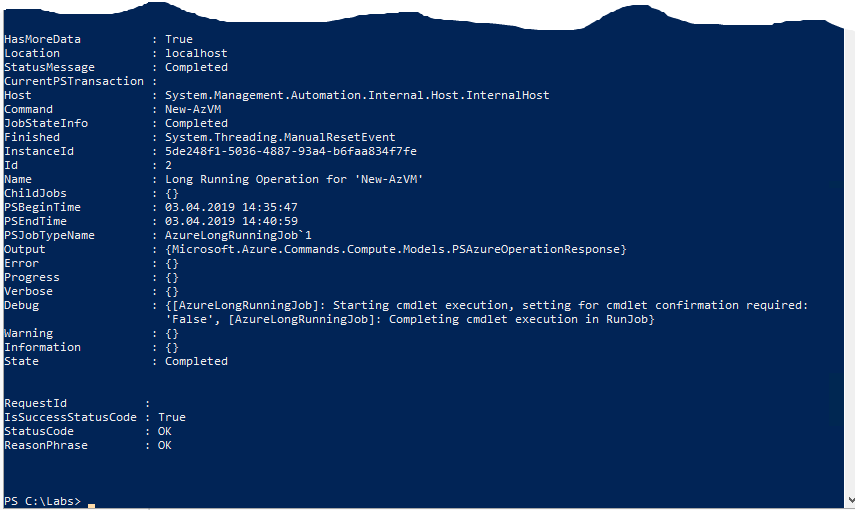 HasMoreData          : True
Location             : localhost
StatusMessage        : Completed
CurrentPSTransaction :
Host                 : System.Management.Automation.Internal.Host.InternalHost
Command              : New-AzVM
JobStateInfo         : Completed
Finished             : System.Threading.ManualResetEvent
InstanceId           : 5de248f1-5036-4887-93a4-b6faa834f7fe
Id                   : 2
Name                 : Long Running Operation for 'New-AzVM'
ChildJobs            : {}
PSBeginTime          : 03.04.2019 14:35:47
PSEndTime            : 03.04.2019 14:40:59
PSJobTypeName        : AzureLongRunningJob`1
Output               : {Microsoft.Azure.Commands.Compute.Models.PSAzureOperationResponse}
Error                : {}
Progress             : {}
Verbose              : {}
Debug                : {[AzureLongRunningJob]: Starting cmdlet execution, setting for cmdlet confirmation required:
                       'False', [AzureLongRunningJob]: Completing cmdlet execution in RunJob}
Warning              : {}
Information          : {}
State                : Completed
RequestId           :
IsSuccessStatusCode : True
StatusCode          : OK
ReasonPhrase        : OK
PS C:\Labs>